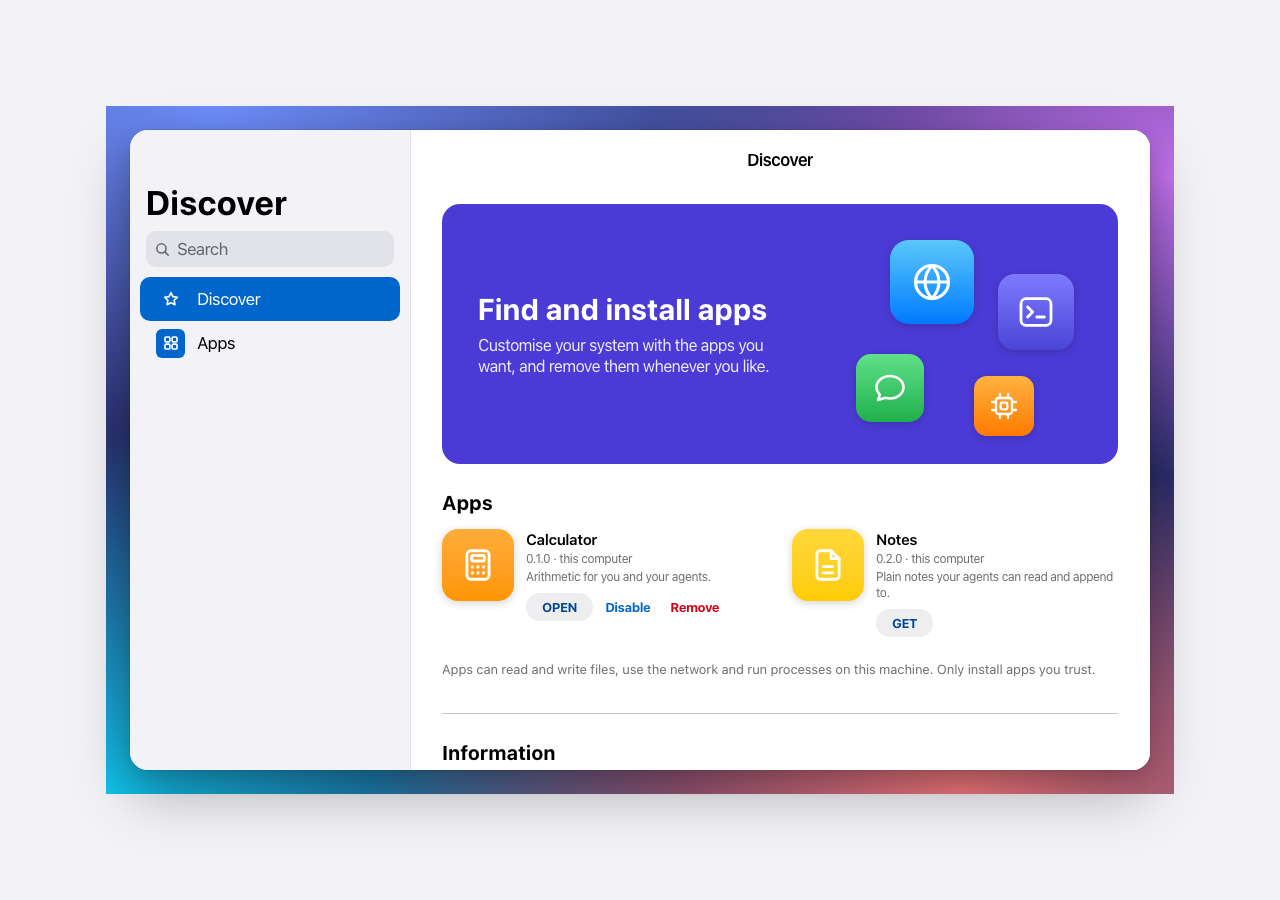 Discover
Search
Discover
Apps
Discover
Find and install apps
Customise your system with the apps you
want, and remove them whenever you like.
Apps
Calculator
0.1.0 · this computer
Arithmetic for you and your agents.
OPEN Disable Remove
Notes
0.2.0 · this computer
Plain notes your agents can read and append
to.
GET
Apps can read and write files, use the network and run processes on this machine. Only install apps you trust.
Information